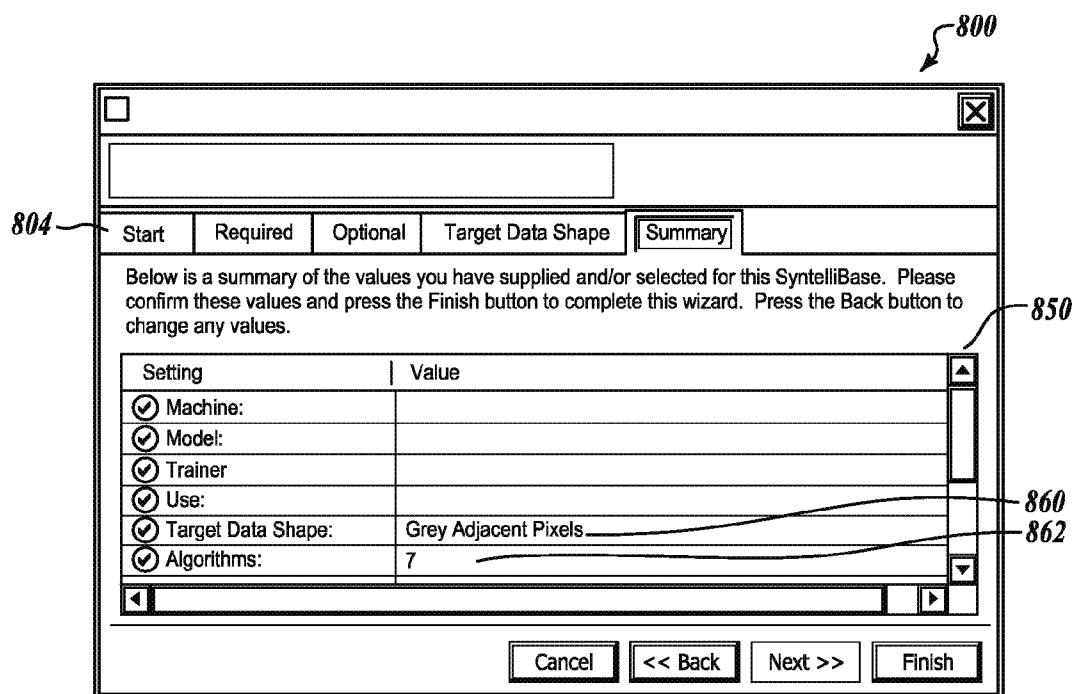 800
804
Start Required Optional Target Data Shape Summary
Below is a summary of the values you have supplied and/or selected for this SyntelliBase. Please
confirm these values and press the Finish button to complete this wizard. Press the Back button to
change any values.
850
Setting Value
Machine:
Model:
Trainer
Use:
Target Data Shape: Grey Adjacent Pixels
860
Algorithms: 7
862
Cancel << Back Next >> Finish